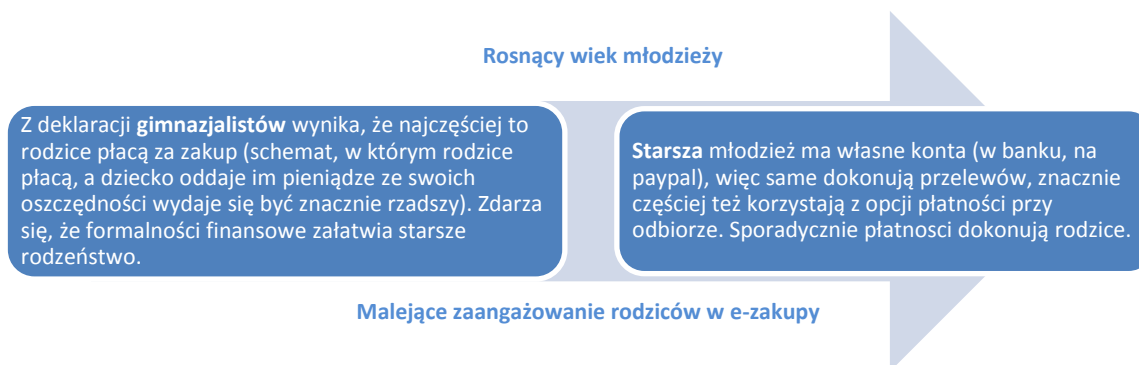 Rosnący wiek młodzieży
Z deklaracji gimnazjalistów wynika, że najczęściej to
rodzice płacą za zakup (schemat, w którym rodzice
płacą, a dziecko oddaje im pieniądze ze swoich
oszczędności wydaje się być znacznie rzadszy). Zdarza
się, że formalności finansowe załatwia starsze
rodzeństwo.
Starsza młodzież ma własne konta (w banku, na
paypal), więc same dokonują przelewów, znacznie
częściej też korzystają z opcji płatności przy
odbiorze. Sporadycznie płatnosci dokonują rodzice.
Malejące zaangażowanie rodziców w e-zakupy